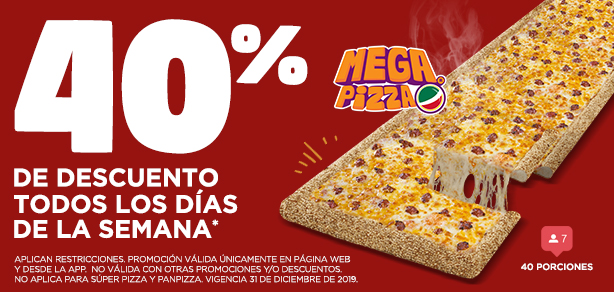 40%
DE DESCUENTO
TODOS LOS DÍAS
DE LA SEMANA*
APLICAN RESTRICCIONES. PROMOCIÓN VÁLIDA ÚNICAMENTE EN PÁGINA WEB
Y DESDE LA APP. NO VÁLIDA CON OTRAS PROMOCIONES Y/O DESCUENTOS.
NO APLICA PARA SÚPER PIZZA Y PANPIZZA. VIGENCIA 31 DE DICIEMBRE DE 2019.
MEGA
PIZZA
7
40 PORCIONES